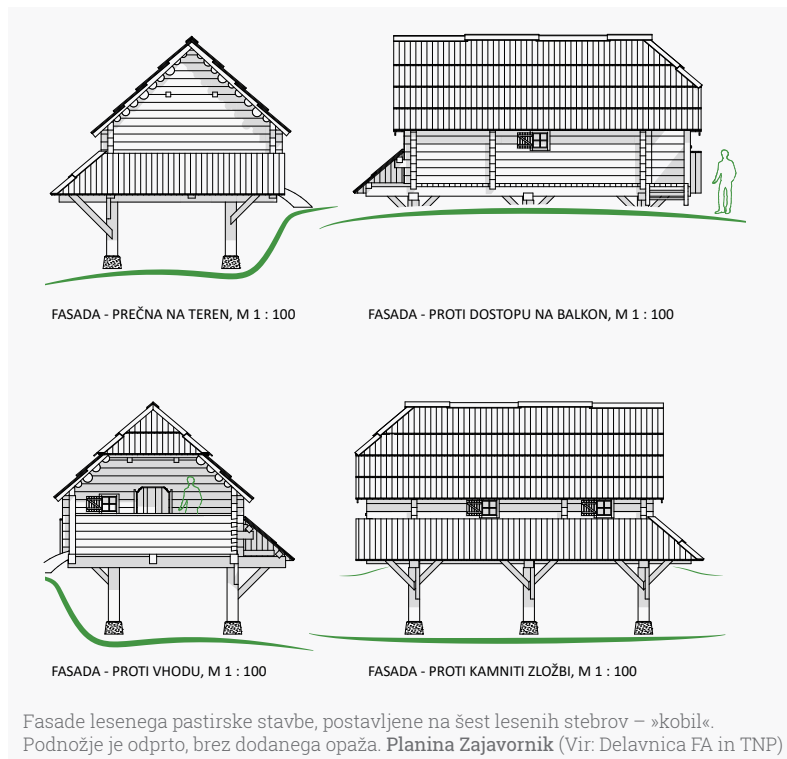 FASADA - PREČNA NA TEREN, M 1 : 100
FASADA - PROTI DOSTOPU NA BALKON, M 1 : 100
FASADA - PROTI VHODU, M 1 : 100
FASADA - PROTI KAMNITI ZLOŽBI, M 1 : 100
Fasade lesenega pastirske stavbe, postavljene na šest lesenih stebrov – »kobil«.
Podnožje je odprto, brez dodanega opaža. Planina Zajavornik (Vir: Delavnica FA in TNP)